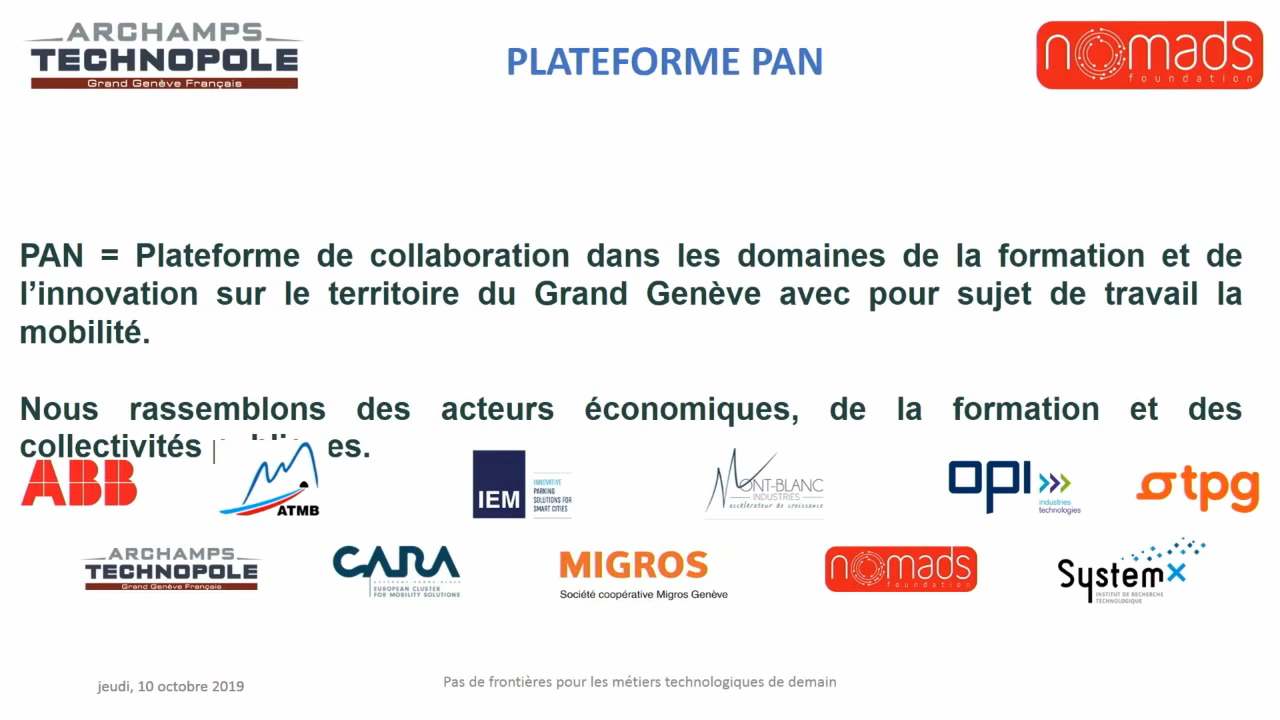 ARCHAMPS
TECHNOPOLE
Grand Genève Français
PLATEFORME PAN
nomads
foundation
PAN = Plateforme de collaboration dans les domaines de la formation et de
l’innovation sur le territoire du Grand Genève avec pour sujet de travail la
mobilité.
Nous rassemblons des acteurs économiques, de la formation et des
collectivités es.
ABB
ATMB
IEM
INNOVATIVE
PARKING
SOLUTIONS FOR
SMART CITIES
MONT-BLANC
INDUSTRIES
accélérateur de croissance
OPI
industries
technologies
tpg
ARCHAMPS
TECHNOPOLE
Grand Genève Français
CARA
EUROPEAN CLUSTER
FOR MOBILITY SOLUTIONS
MIGROS
Société coopérative Migros Genève
nomads
foundation
SystemX
INSTITUT DE RECHERCHE
TECHNOLOGIQUE
jeudi, 10 octobre 2019
Pas de frontières pour les métiers technologiques de demain